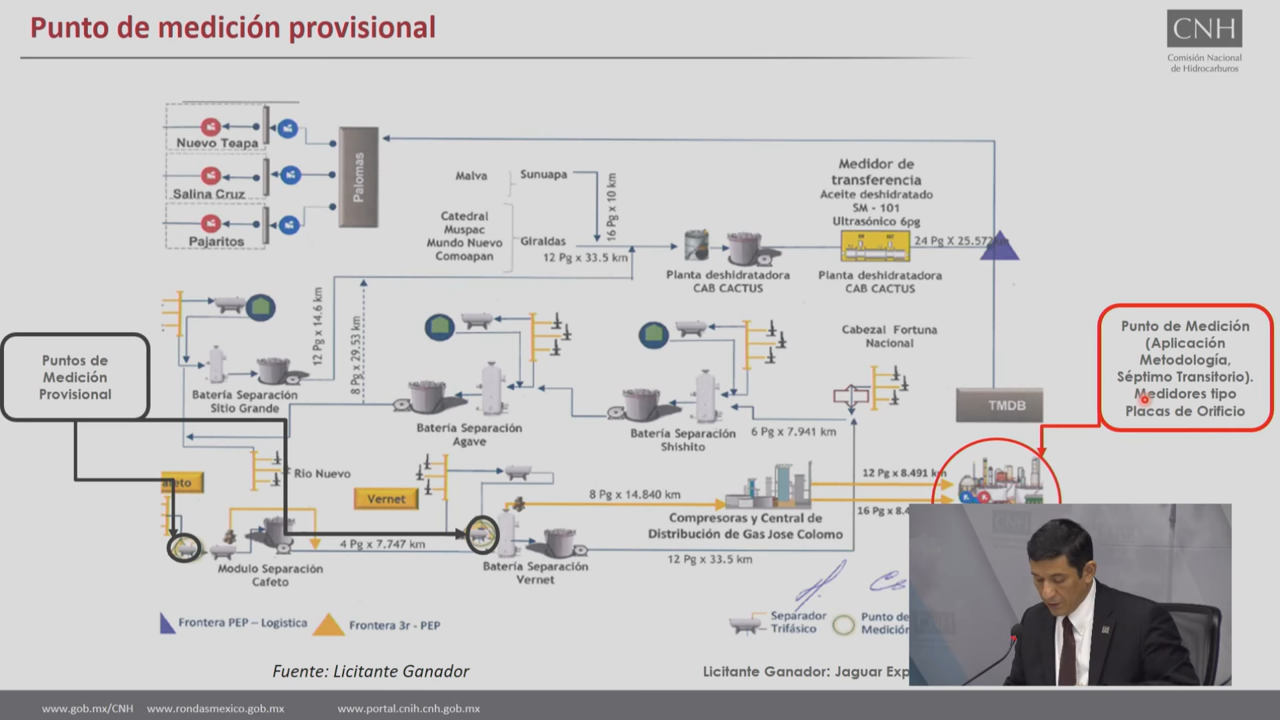 Punto de medición provisional
CNH
Comisión Nacional
de Hidrocarburos
Nuevo Teapa
Salina Cruz
Pajaritos
Palomas
Malva
Sunuapa
Catedral
Muspac
Mundo Nuevo
Comoapan
Giraldas
16 Pg x 10 km
12 Pg x 33.5 km
Medidor de
transferencia
Aceite deshidratado
SM - 101
Ultrasónico 6pg
24 Pg X 25.572
Planta deshidratadora
CAB CACTUS
Planta deshidratadora
CAB CACTUS
12 Pg x 14.6 km
8 Pg x 29.53 km
Cabezal Fortuna
Nacional
Puntos de
Medición
Provisional
Punto de Medición
(Aplicación
Metodología,
Séptimo Transitorio).
Medidores tipo
Placas de Orificio
Batería Separación
Sitio Grande
Batería Separación
Agave
Batería Separación
Shishito
6 Pg x 7.941 km
TMDB
Rio Nuevo
Vernet
8 Pg x 14.840 km
12 Pg x 8.491 km
16 Pg x 8.4
Compresoras y Central de
Distribución de Gas Jose Colomo
4 Pg x 7.747 km
12 Pg x 33.5 km
Modulo Separación
Cafeto
Batería Separación
Vernet
Frontera PEP – Logística
Frontera 3r - PEP
Separador
Trifásico
Punto de
Medición
Fuente: Licitante Ganador
Licitante Ganador: Jaguar Exp
www.gob.mx/CNH www.rondasmexico.gob.mx www.portal.cnih.cnh.gob.mx